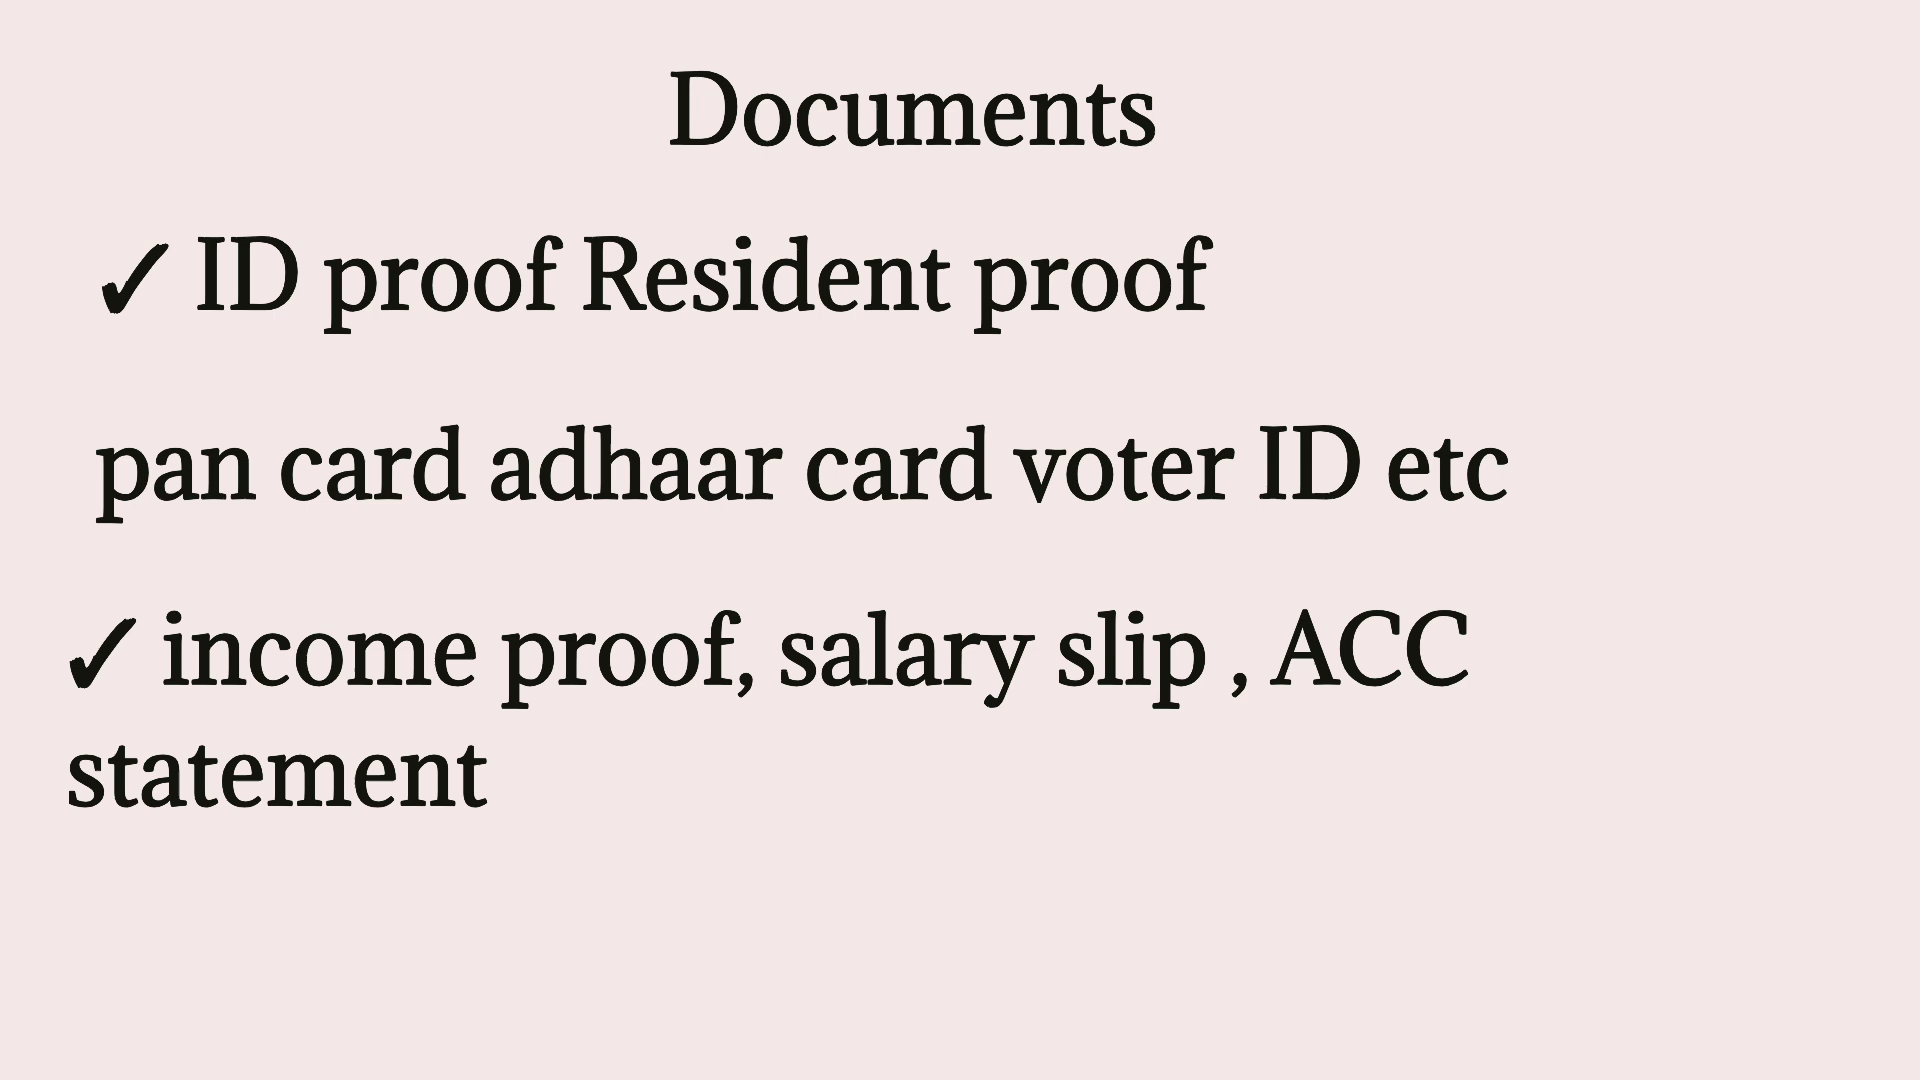 Documents
✓ ID proof Resident proof
pan card adhaar card voter ID etc
✓ income proof, salary slip , ACC
statement